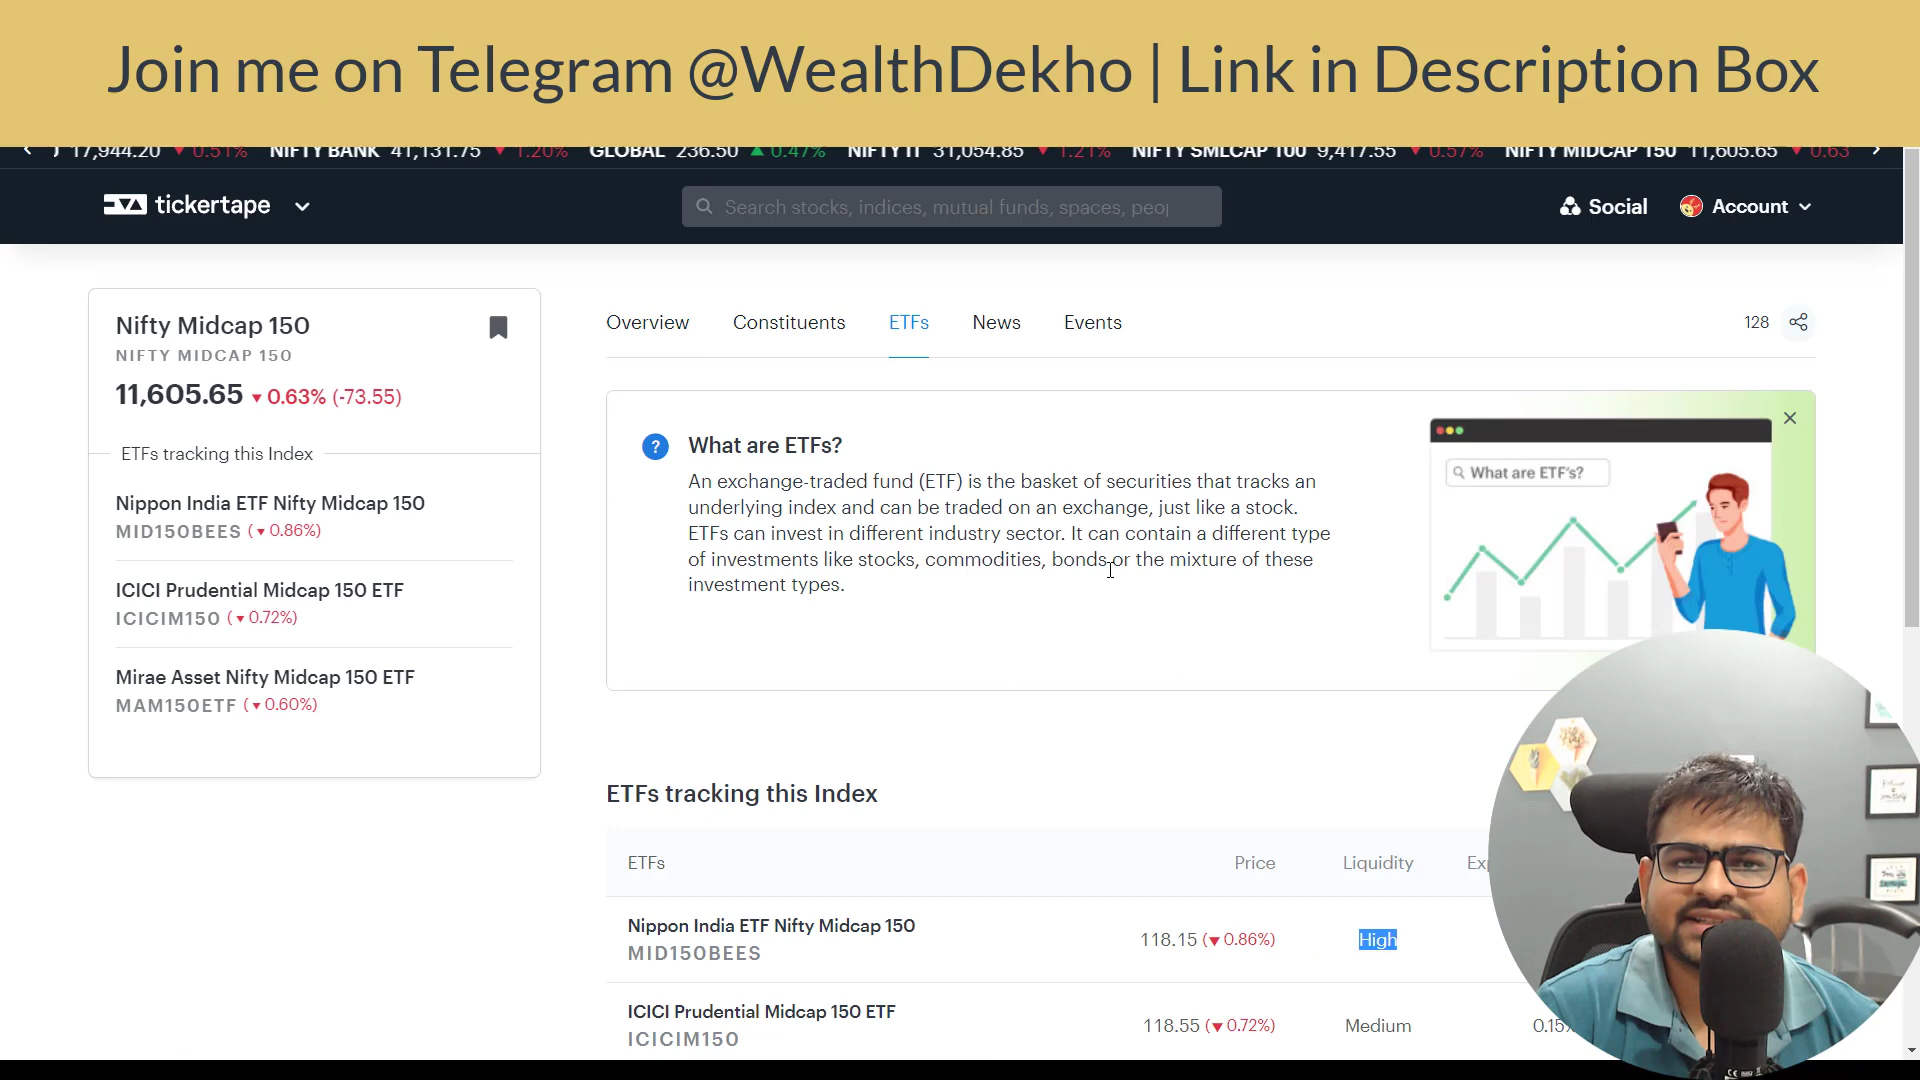 Join me on Telegram @WealthDekho | Link in Description Box
17,944.20 ▼ 0.51% NIFTY BANK 41,131.75 ▼ 1.20% GLOBAL 236.50 ▲ 0.47% NIFTY IT 31,054.85 ▼ 1.21% NIFTY SMLCAP 100 9,417.55 ▼ 0.57% NIFTY MIDCAP 150 11,605.65 ▼ 0.63
tickertape
Search stocks, indices, mutual funds, spaces, peop
Social
Account
Nifty Midcap 150
NIFTY MIDCAP 150
11,605.65 ▼ 0.63% (-73.55)
ETFs tracking this Index
Nippon India ETF Nifty Midcap 150
MID150BEES (▼ 0.86%)
ICICI Prudential Midcap 150 ETF
ICICIM150 (▼ 0.72%)
Mirae Asset Nifty Midcap 150 ETF
MAM150ETF (▼ 0.60%)
Overview Constituents ETFs News Events
128
? What are ETFs?
An exchange-traded fund (ETF) is the basket of securities that tracks an
underlying index and can be traded on an exchange, just like a stock.
ETFs can invest in different industry sector. It can contain a different type
of investments like stocks, commodities, bonds or the mixture of these
investment types.
What are ETF's?
ETFs tracking this Index
ETFs Price Liquidity
Nippon India ETF Nifty Midcap 150
MID150BEES
118.15 (▼ 0.86%) High
ICICI Prudential Midcap 150 ETF
ICICIM150
118.55 (▼ 0.72%) Medium 0.15%